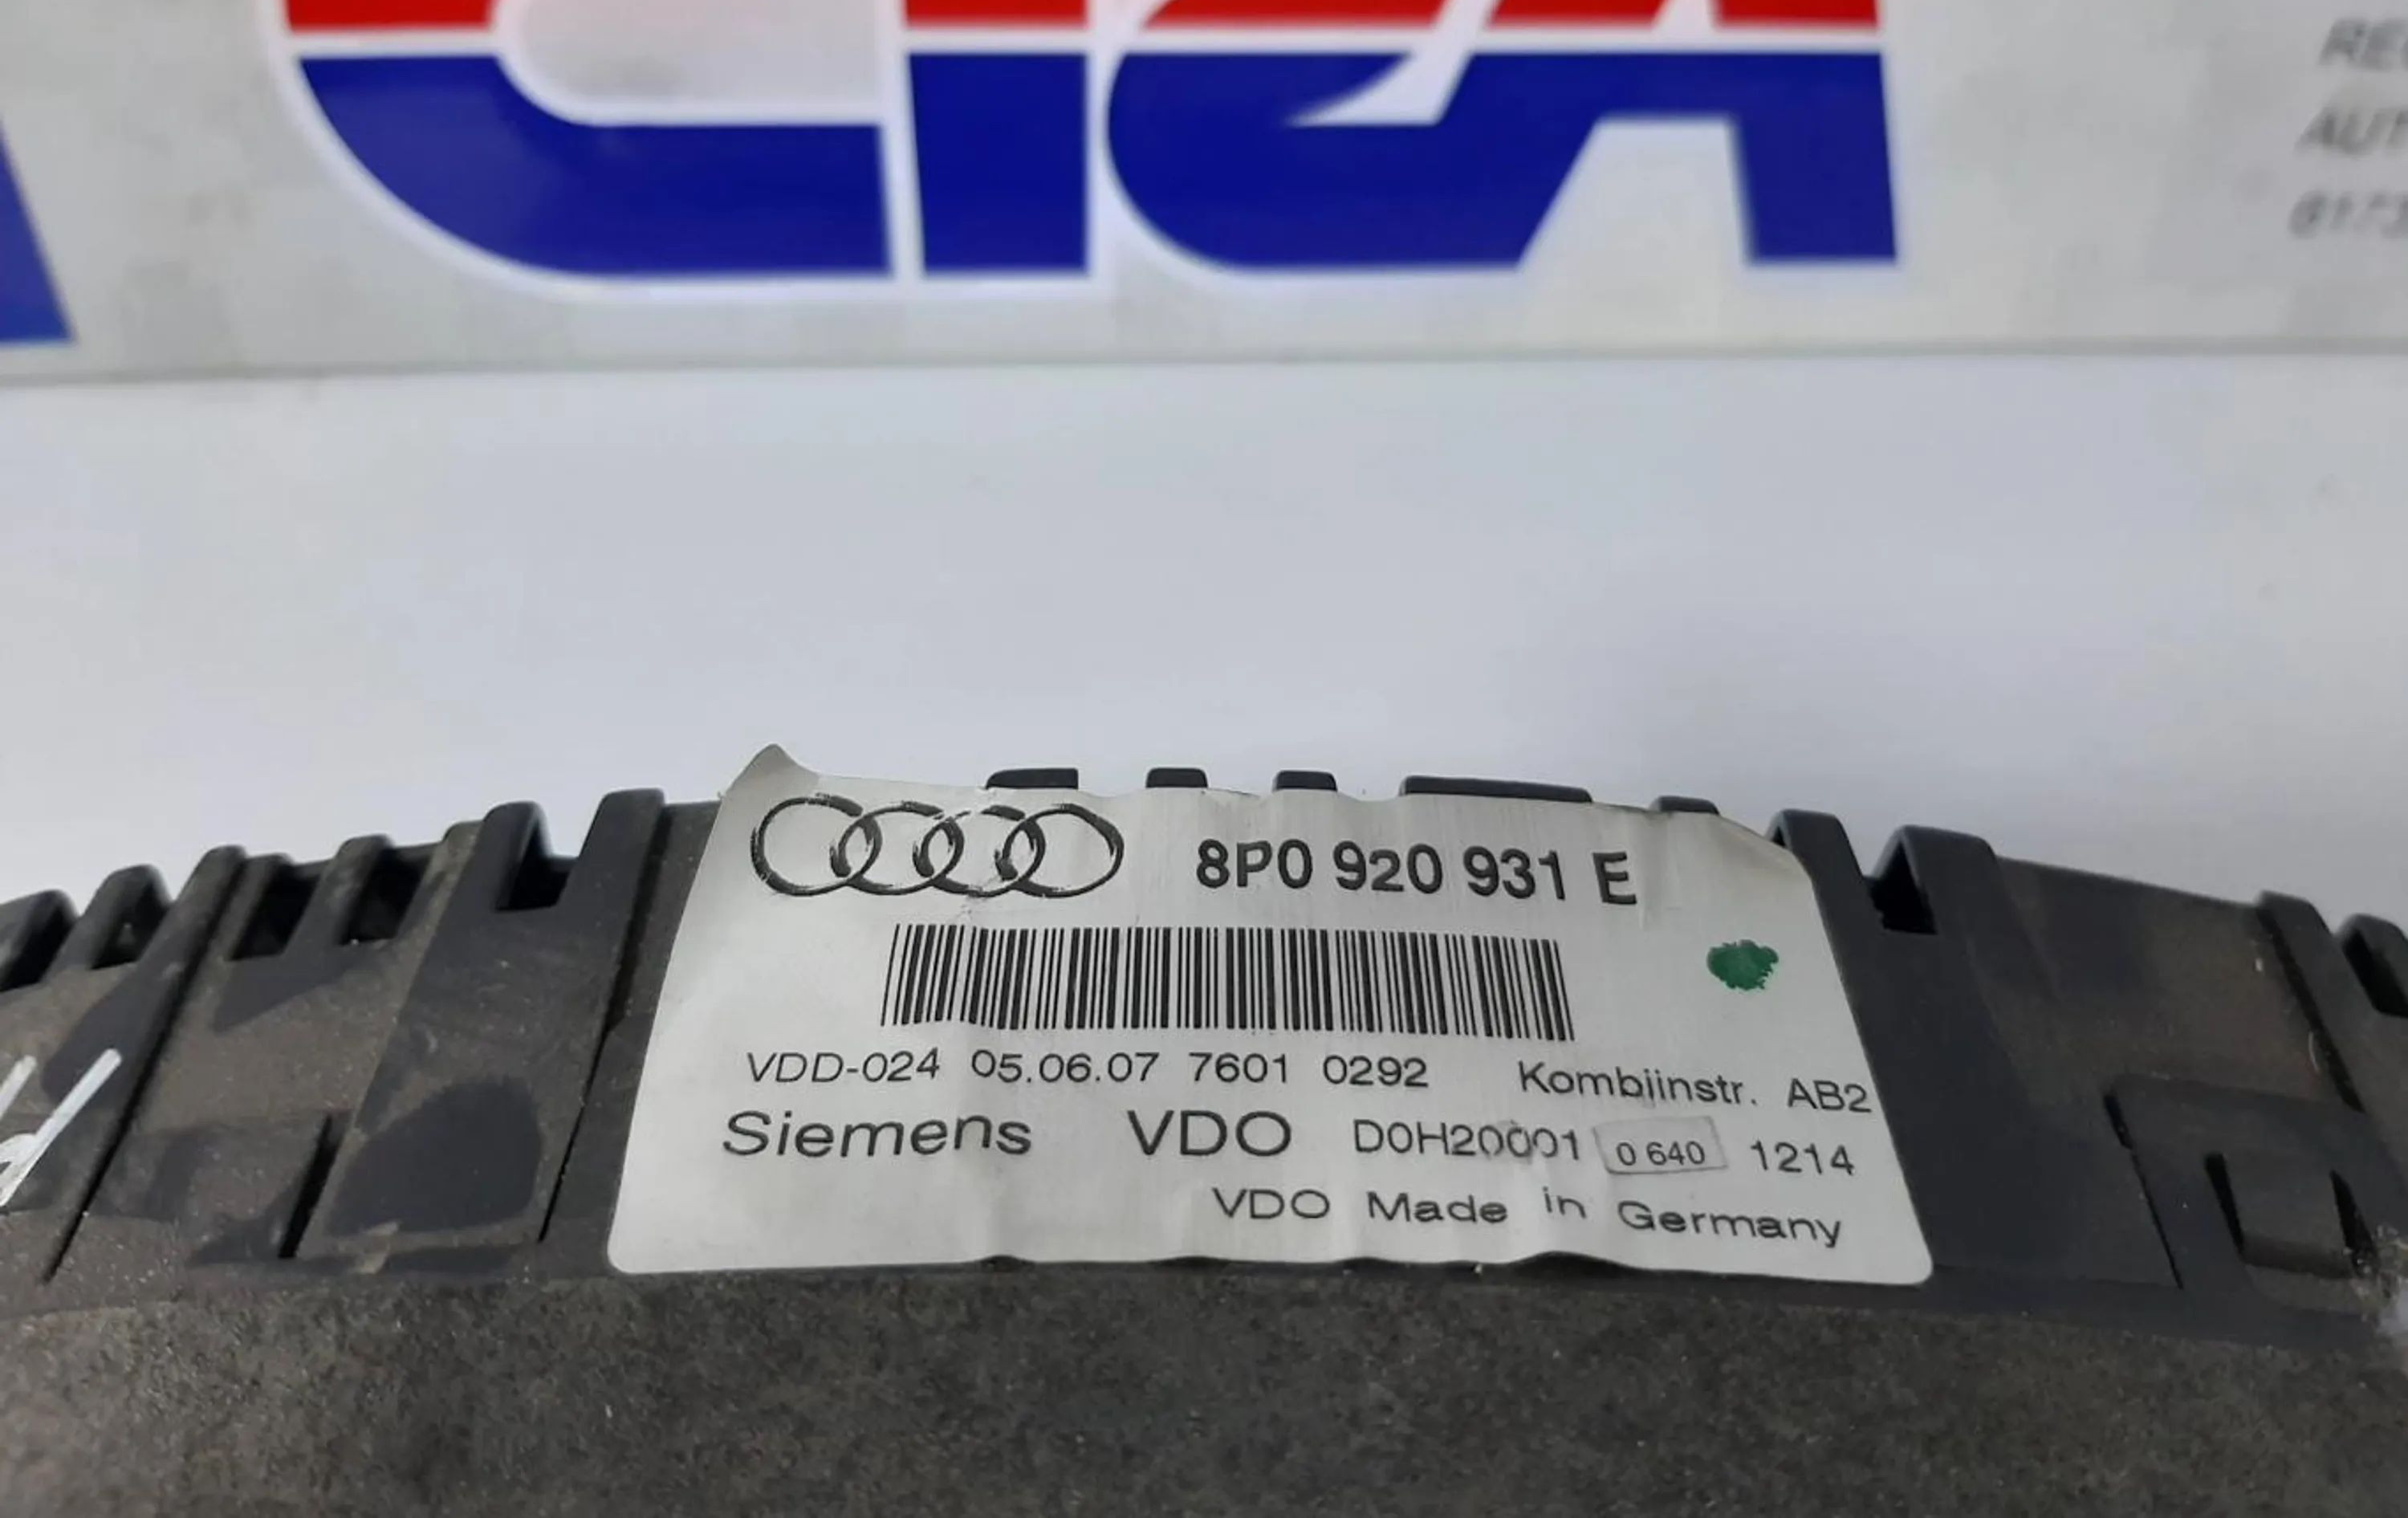 8P0 920 931 E
VDD-024 05.06.07 7601 0292 Kombiinstr. AB2
Siemens VDO D0H20001 0 640 1214
VDO Made in Germany